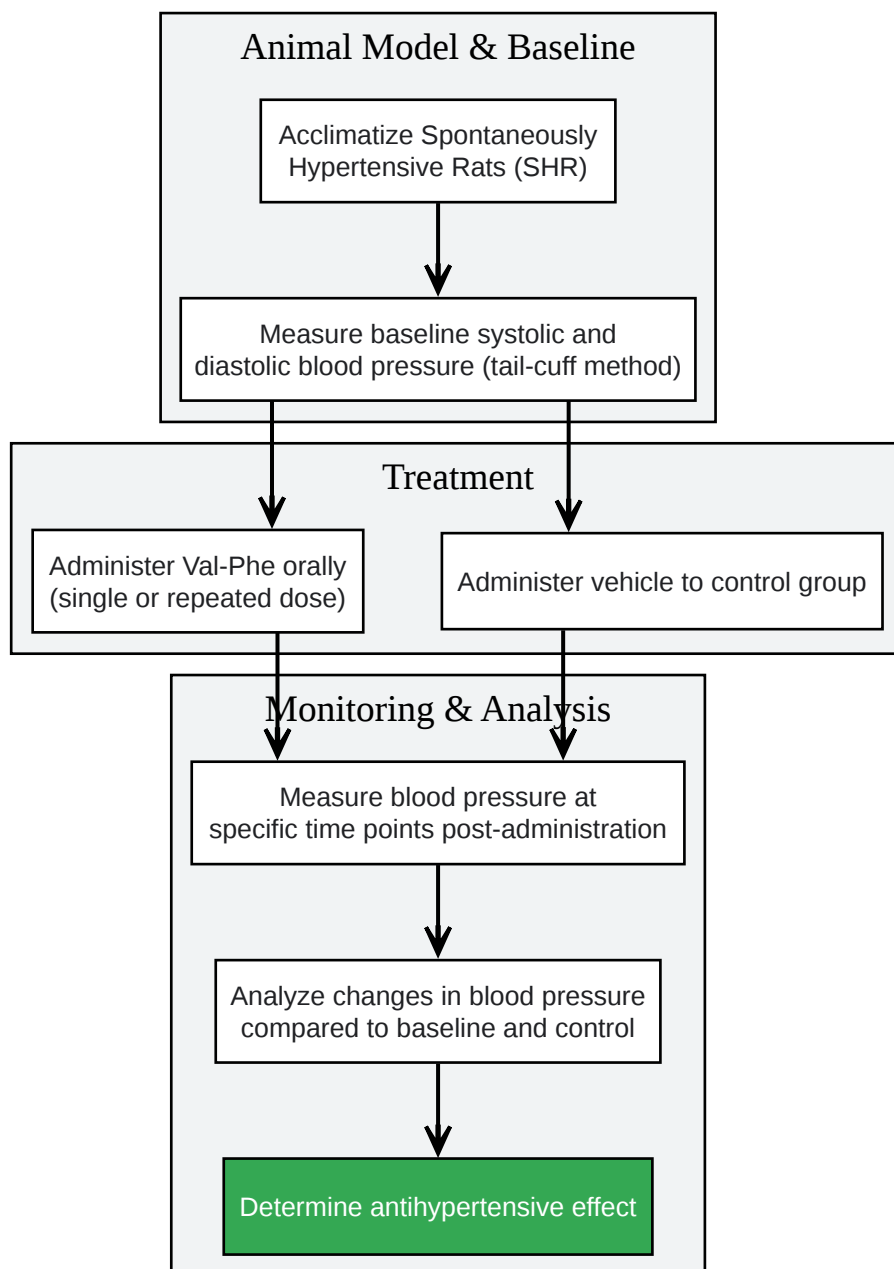 Animal Model & Baseline
Acclimatize Spontaneously
Hypertensive Rats (SHR)
Measure baseline systolic and
diastolic blood pressure (tail-cuff method)
Treatment
Administer Val-Phe orally
(single or repeated dose)
Administer vehicle to control group
Monitoring & Analysis
Measure blood pressure at
specific time points post-administration
Analyze changes in blood pressure
compared to baseline and control
Determine antihypertensive effect